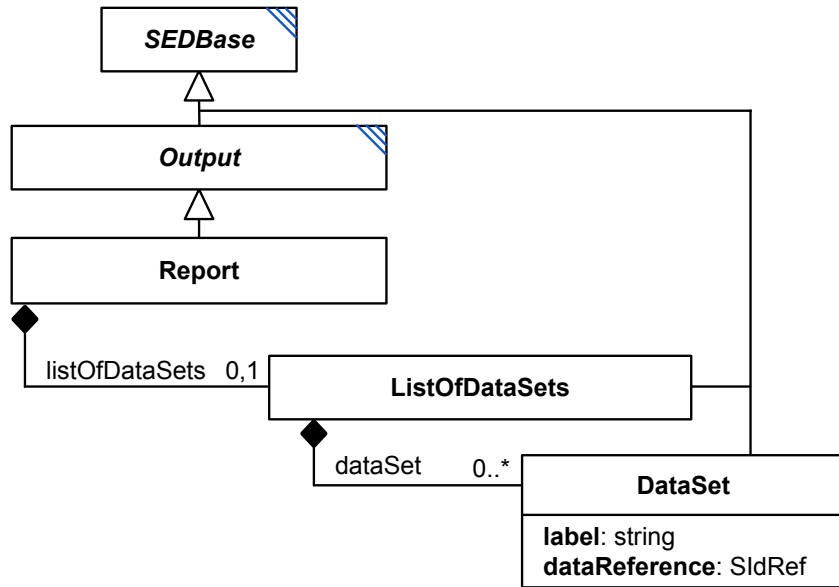 SEDBase
Output
Report
listOfDataSets 0,1
ListOfDataSets
dataSet 0..*
DataSet
label: string
dataReference: SIdRef